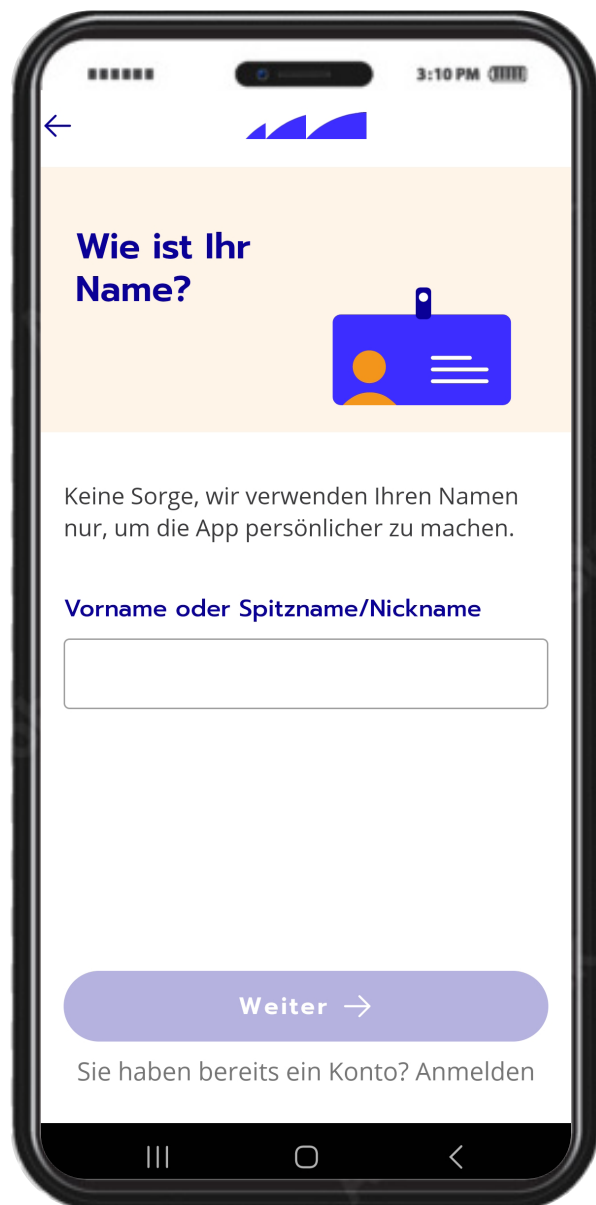 3:10 PM
Wie ist Ihr
Name?
Keine Sorge, wir verwenden Ihren Namen
nur, um die App persönlicher zu machen.
Vorname oder Spitzname/Nickname
Weiter
Sie haben bereits ein Konto? Anmelden